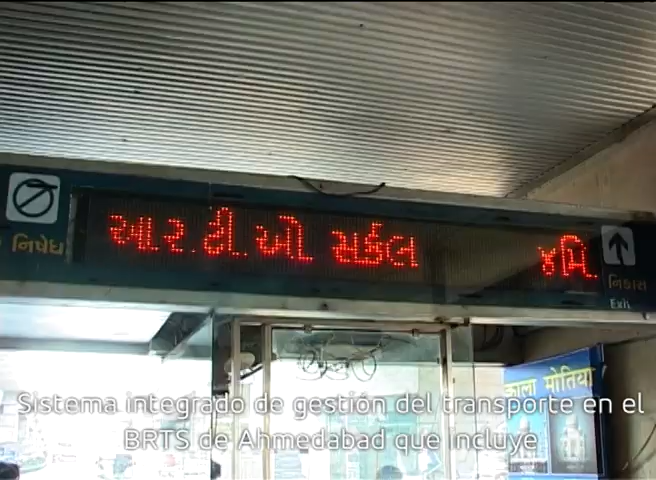 આર.ટી.ઓ સર્કલ ૪મિ.
નિષેધ
નિકાસ
Exit
काला मोतिया
Sistema integrado de gestión del transporte en el
BRTS de Ahmedabad que incluye